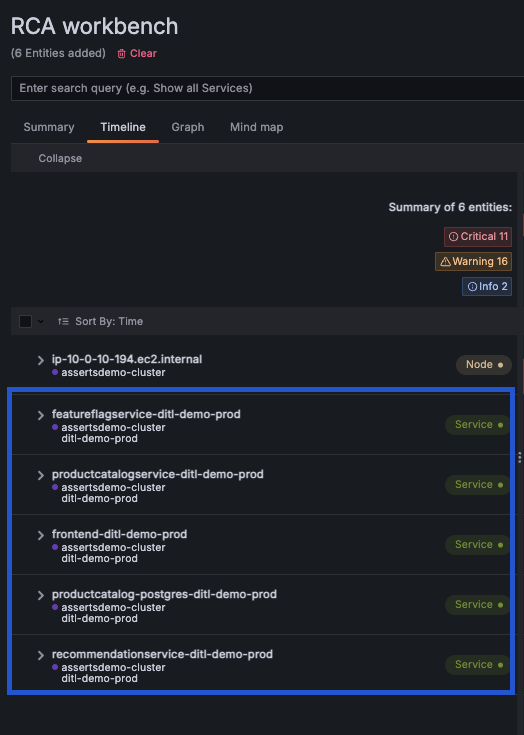 RCA workbench
(6 Entities added) Clear
Enter search query (e.g. Show all Services)
Summary Timeline Graph Mind map
Collapse
Summary of 6 entities:
Critical 11
Warning 16
Info 2
Sort By: Time
ip-10-0-10-194.ec2.internal
assertsdemo-cluster
Node
featureflagservice-ditl-demo-prod
assertsdemo-cluster
ditl-demo-prod
Service
productcatalogservice-ditl-demo-prod
assertsdemo-cluster
ditl-demo-prod
Service
frontend-ditl-demo-prod
assertsdemo-cluster
ditl-demo-prod
Service
productcatalog-postgres-ditl-demo-prod
assertsdemo-cluster
ditl-demo-prod
Service
recommendationservice-ditl-demo-prod
assertsdemo-cluster
ditl-demo-prod
Service